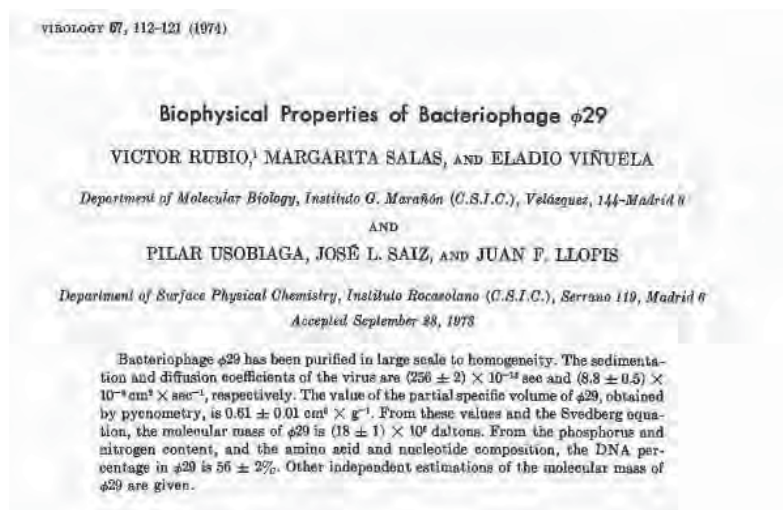 VIROLOGY 57, 112–121 (1974)
Biophysical Properties of Bacteriophage φ29
VICTOR RUBIO,¹ MARGARITA SALAS, AND ELADIO VIÑUELA
Department of Molecular Biology, Instituto G. Marañón (C.S.I.C.), Velázquez, 144-Madrid 6
AND
PILAR USOBIAGA, JOSÉ L. SAIZ, AND JUAN F. LLOPIS
Department of Surface Physical Chemistry, Instituto Rocasolano (C.S.I.C.), Serrano 119, Madrid 6
Accepted September 28, 1973
Bacteriophage φ29 has been purified in large scale to homogeneity. The sedimenta-
tion and diffusion coefficients of the virus are (256 ± 2) × 10⁻¹³ sec and (8.8 ± 0.5) ×
10⁻⁸ cm² × sec⁻¹, respectively. The value of the partial specific volume of φ29, obtained
by pycnometry, is 0.61 ± 0.01 cm³ × g⁻¹. From these values and the Svedberg equa-
tion, the molecular mass of φ29 is (18 ± 1) × 10⁶ daltons. From the phosphorus and
nitrogen content, and the amino acid and nucleotide composition, the DNA per-
centage in φ29 is 56 ± 2%. Other independent estimations of the molecular mass of
φ29 are given.